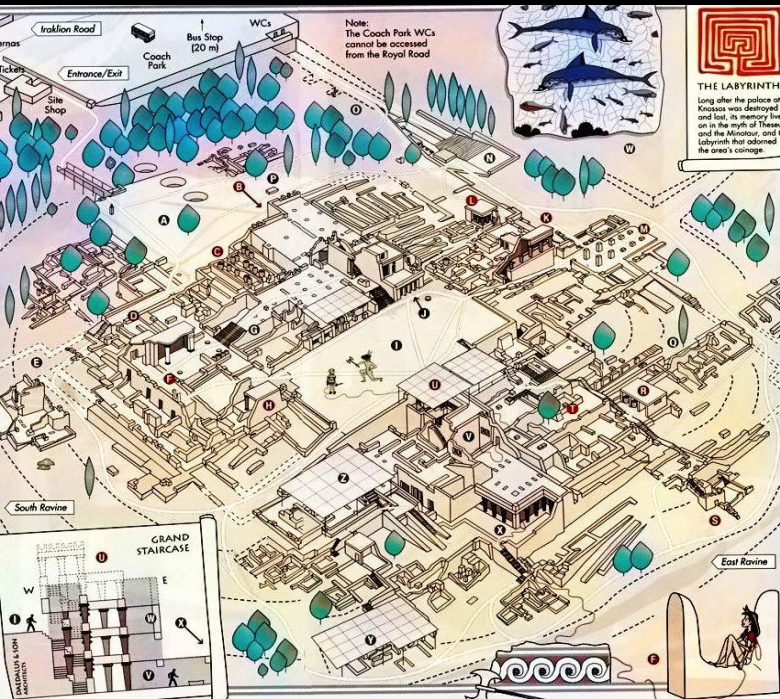 Iraklion Road
Bus Stop
(20 m)
WCs
Coach
Park
Entrance/Exit
Site
Shop
Note:
The Coach Park WCs
cannot be accessed
from the Royal Road
THE LABYRINTH
Long after the palace at
Knossos was destroyed
and lost, its memory live
on in the myth of Theseu
and the Minotaur, and t
Labyrinth that adorned
the area's coinage.
O
N
W
P
B
A
L
K
M
C
D
G
J
I
Q
E
F
H
U
T
R
V
Z
X
S
Y
South Ravine
East Ravine
GRAND
STAIRCASE
U
W
E
I
W
X
V
DAEDALUS & SON
ARCHITECTS
F